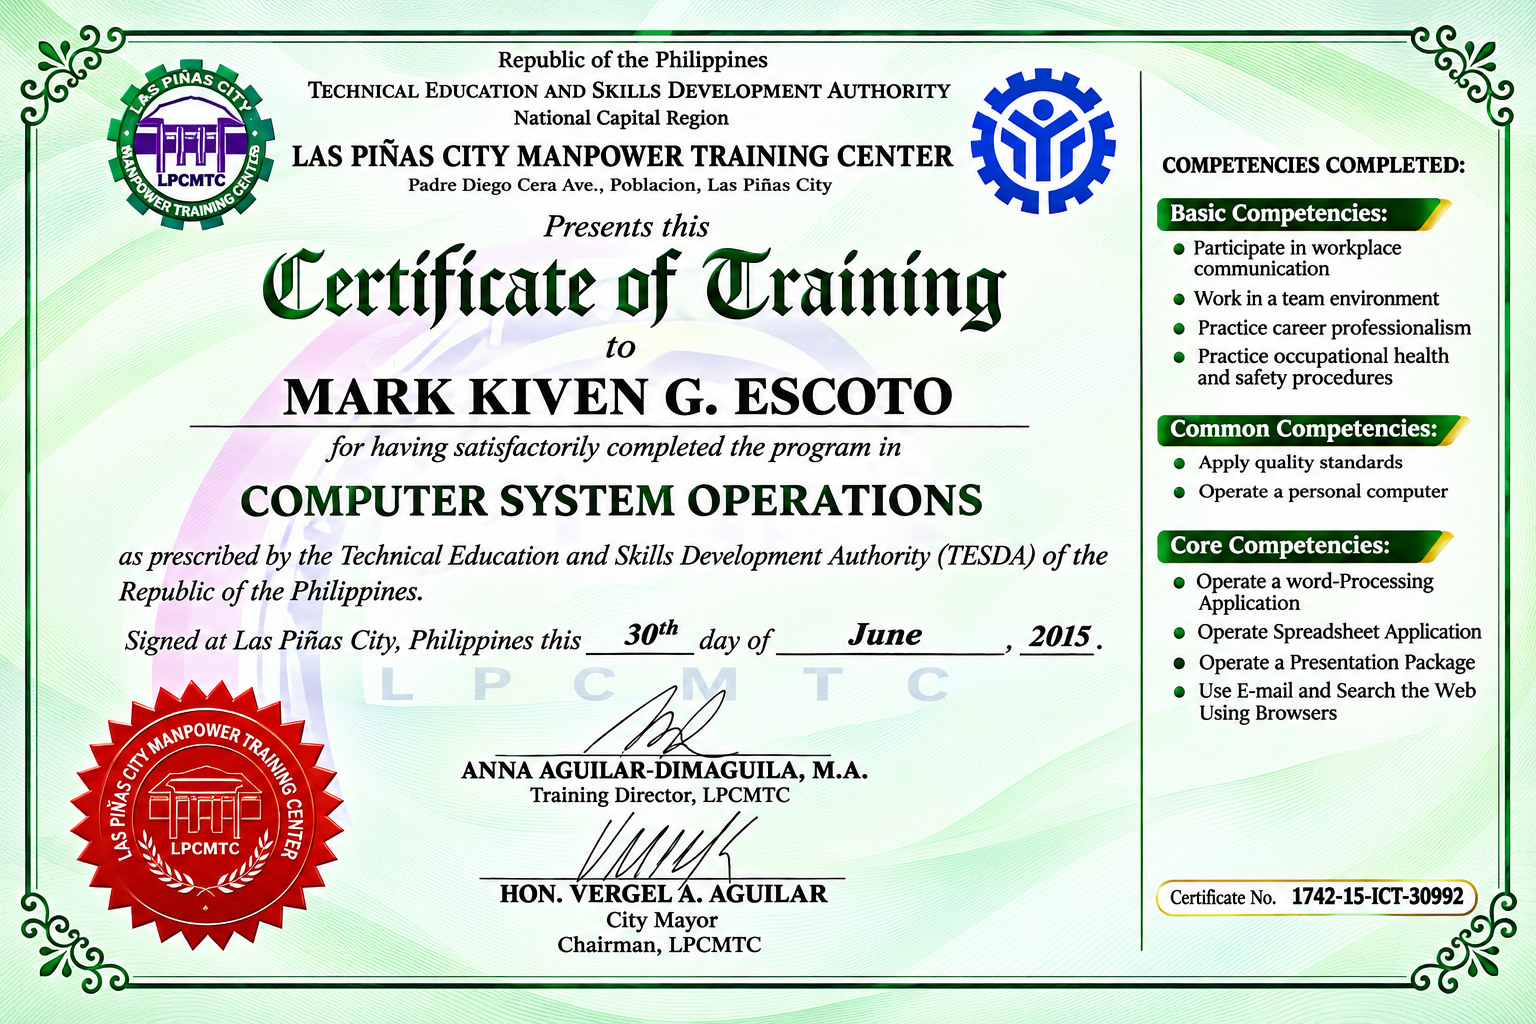 Republic of the Philippines
TECHNICAL EDUCATION AND SKILLS DEVELOPMENT AUTHORITY
National Capital Region
LAS PIÑAS CITY MANPOWER TRAINING CENTER
Padre Diego Cera Ave., Poblacion, Las Piñas City
LAS PIÑAS CITY
MANPOWER TRAINING CENTER
LPCMTC
Presents this
Certificate of Training
to
MARK KIVEN G. ESCOTO
for having satisfactorily completed the program in
COMPUTER SYSTEM OPERATIONS
as prescribed by the Technical Education and Skills Development Authority (TESDA) of the
Republic of the Philippines.
Signed at Las Piñas City, Philippines this 30th day of June, 2015.
LPCMTC
LAS PIÑAS CITY MANPOWER TRAINING CENTER
LPCMTC
ANNA AGUILAR-DIMAGUILA, M.A.
Training Director, LPCMTC
HON. VERGEL A. AGUILAR
City Mayor
Chairman, LPCMTC
COMPETENCIES COMPLETED:
Basic Competencies:
Participate in workplace
communication
Work in a team environment
Practice career professionalism
Practice occupational health
and safety procedures
Common Competencies:
Apply quality standards
Operate a personal computer
Core Competencies:
Operate a word-Processing
Application
Operate Spreadsheet Application
Operate a Presentation Package
Use E-mail and Search the Web
Using Browsers
Certificate No. 1742-15-ICT-30992